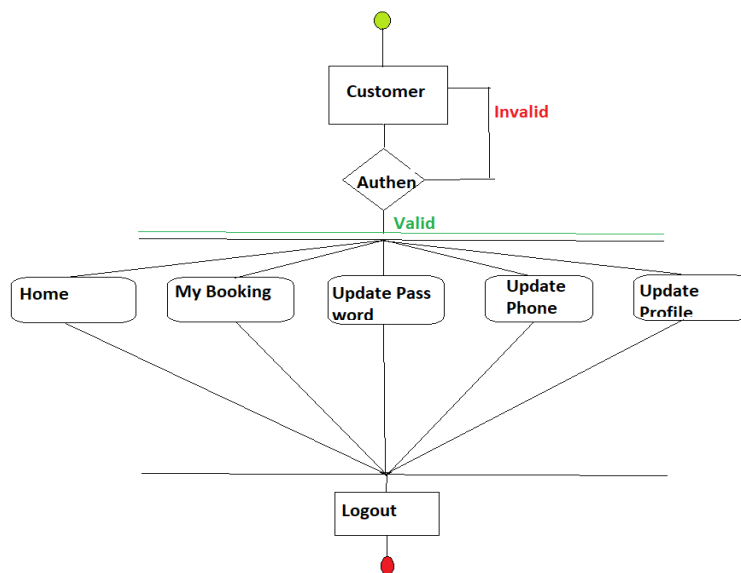 Customer
Invalid
Authen
Valid
Home
My Booking
Update Pass
word
Update
Phone
Update
Profile
Logout